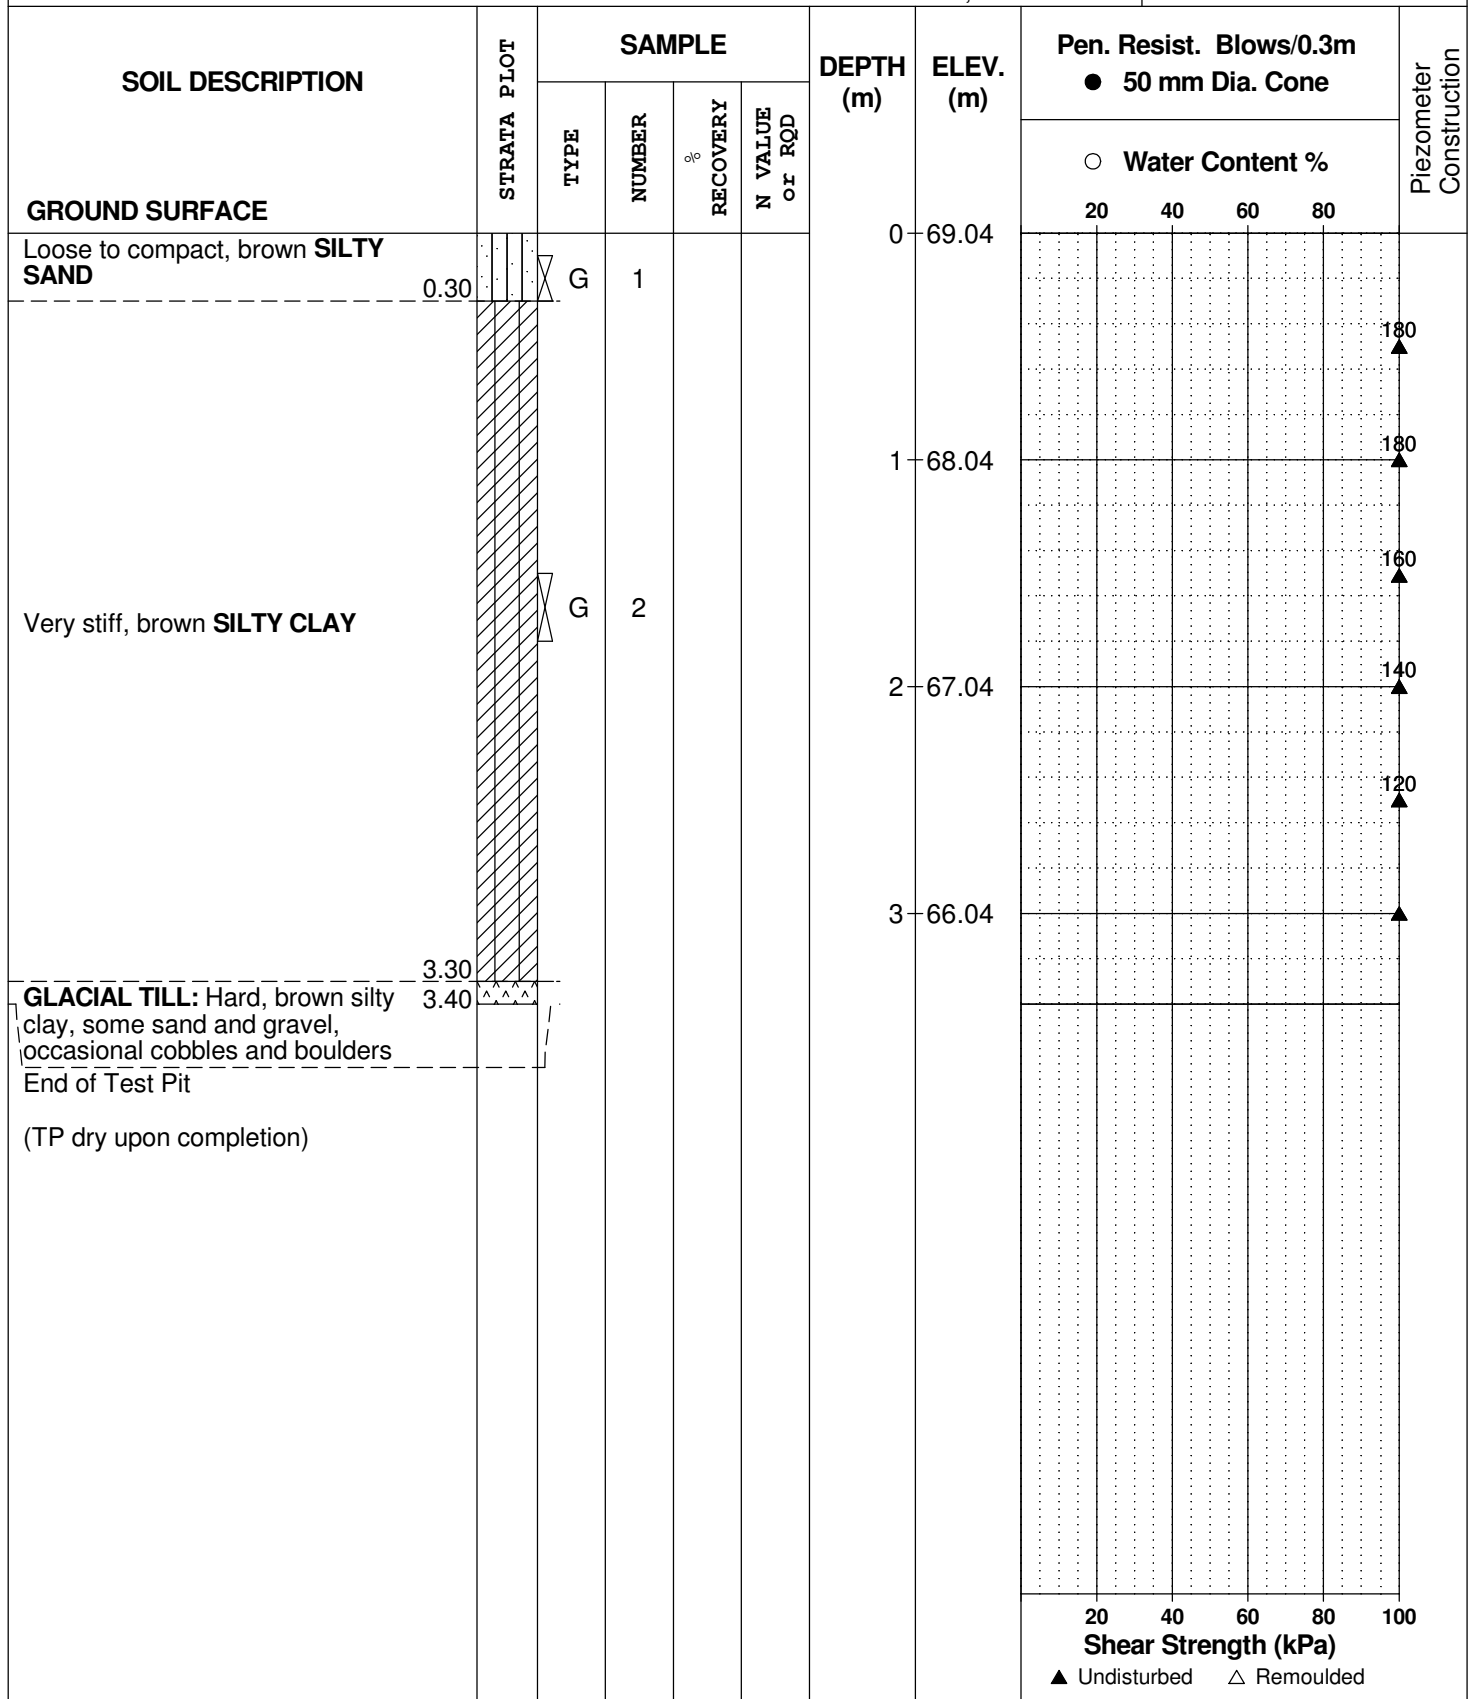 SOIL DESCRIPTION
GROUND SURFACE
STRATA PLOT
SAMPLE
TYPE
NUMBER
%
RECOVERY
N VALUE
or RQD
DEPTH
(m)
ELEV.
(m)
Pen. Resist. Blows/0.3m
● 50 mm Dia. Cone
○ Water Content %
20 40 60 80
Piezometer
Construction
0 69.04
Loose to compact, brown SILTY
SAND
0.30
G 1
180
180
1 68.04
160
Very stiff, brown SILTY CLAY
G 2
140
2 67.04
120
3 66.04
3.30
GLACIAL TILL: Hard, brown silty
3.40
clay, some sand and gravel,
occasional cobbles and boulders
End of Test Pit
(TP dry upon completion)
20 40 60 80 100
Shear Strength (kPa)
▲ Undisturbed △ Remoulded